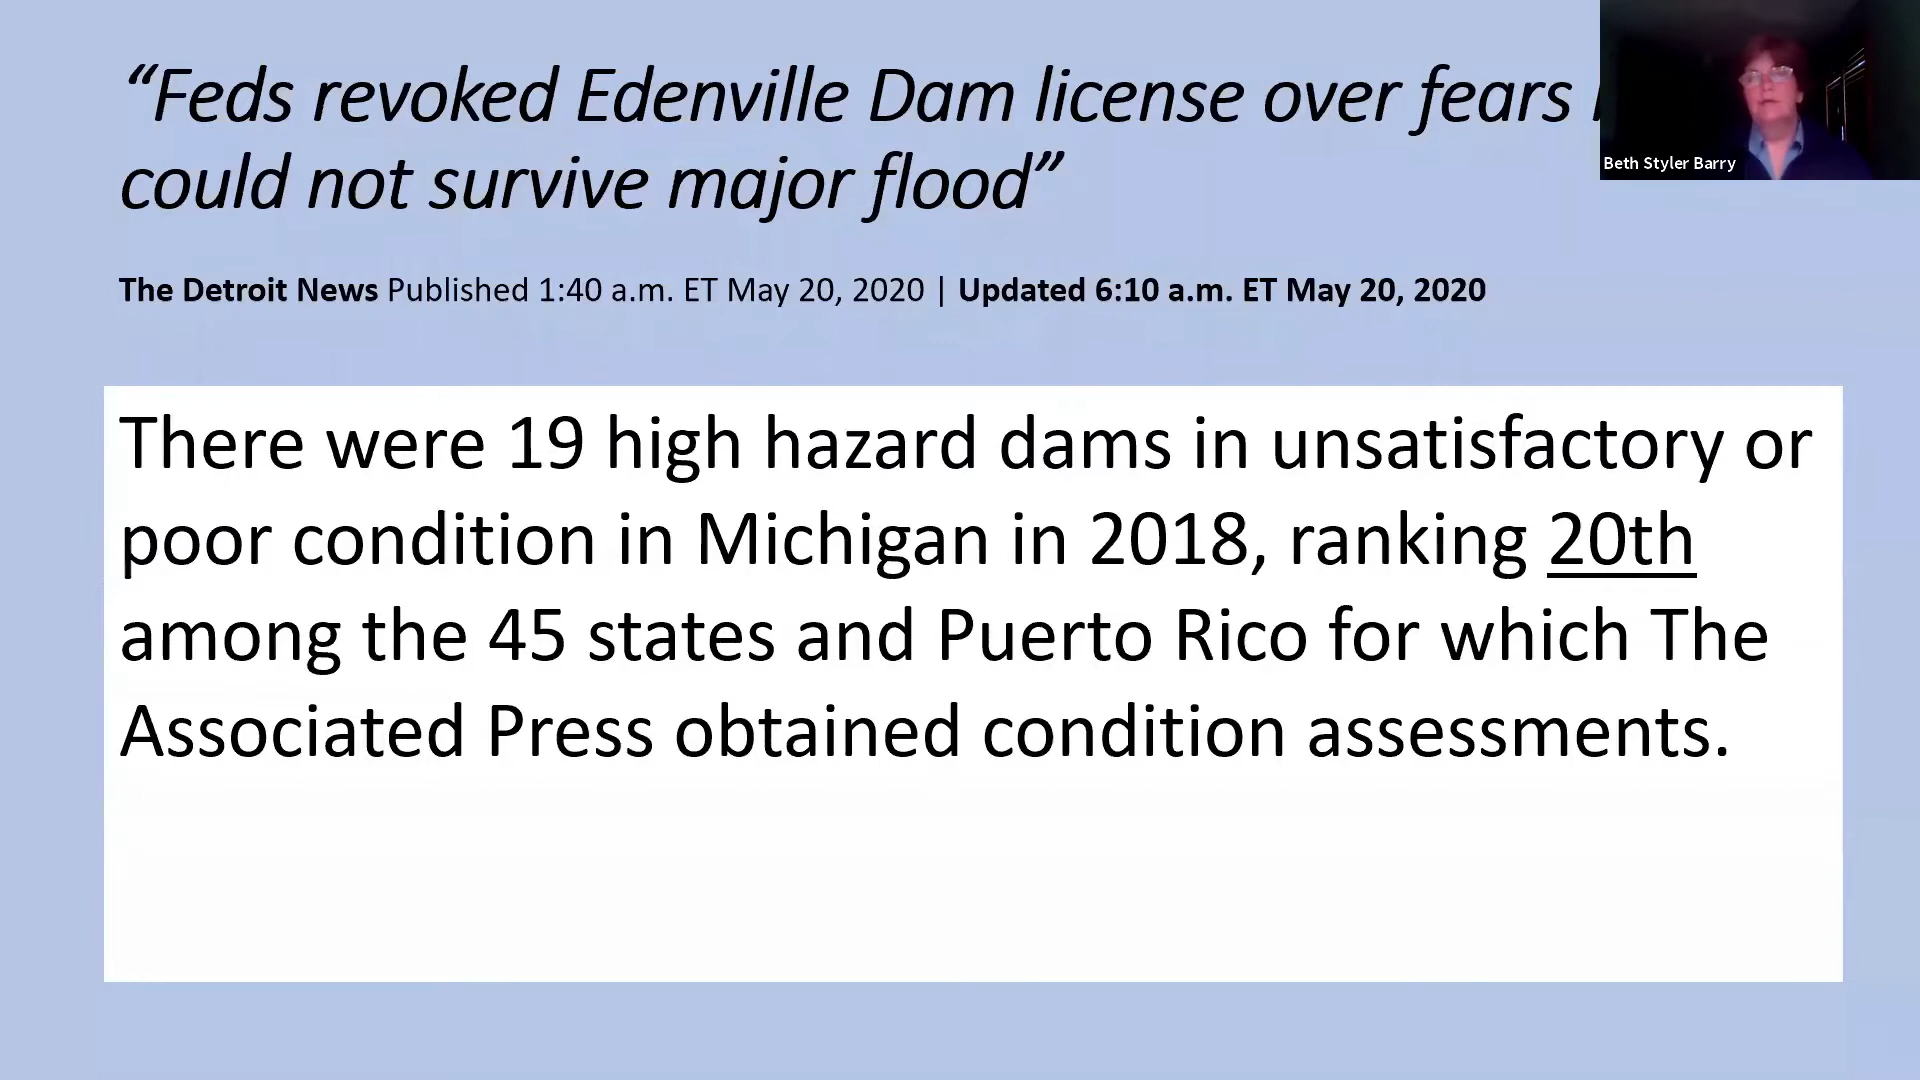 “Feds revoked Edenville Dam license over fears
could not survive major flood”
Beth Styler Barry
The Detroit News Published 1:40 a.m. ET May 20, 2020 | Updated 6:10 a.m. ET May 20, 2020
There were 19 high hazard dams in unsatisfactory or
poor condition in Michigan in 2018, ranking 20th
among the 45 states and Puerto Rico for which The
Associated Press obtained condition assessments.